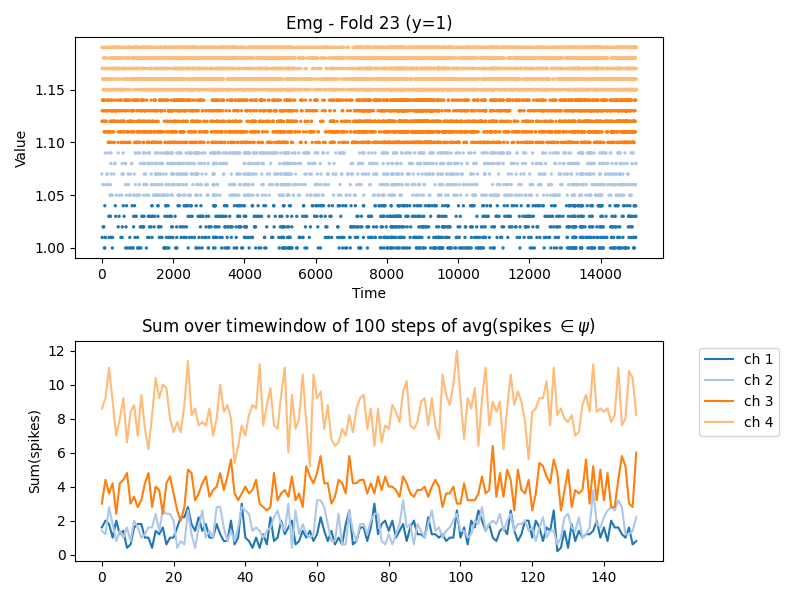 Emg - Fold 23 (y=1)
Value
1.15
1.10
1.05
1.00
0 2000 4000 6000 8000 10000 12000 14000
Time
Sum over timewindow of 100 steps of avg(spikes ∈ψ)
Sum(spikes)
12
10
8
6
4
2
0
0 20 40 60 80 100 120 140
ch 1
ch 2
ch 3
ch 4